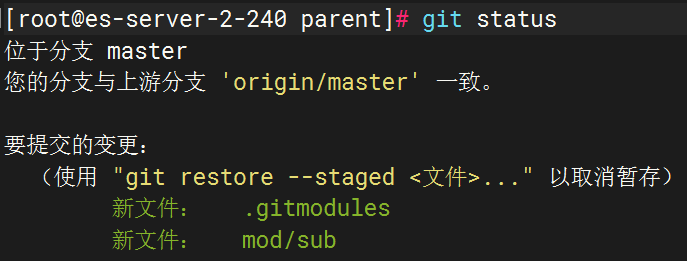 [root@es-server-2-240 parent]# git status
位于分支 master
您的分支与上游分支 'origin/master' 一致。
要提交的变更：
（使用 "git restore --staged <文件>..." 以取消暂存）
新文件：   .gitmodules
新文件：   mod/sub